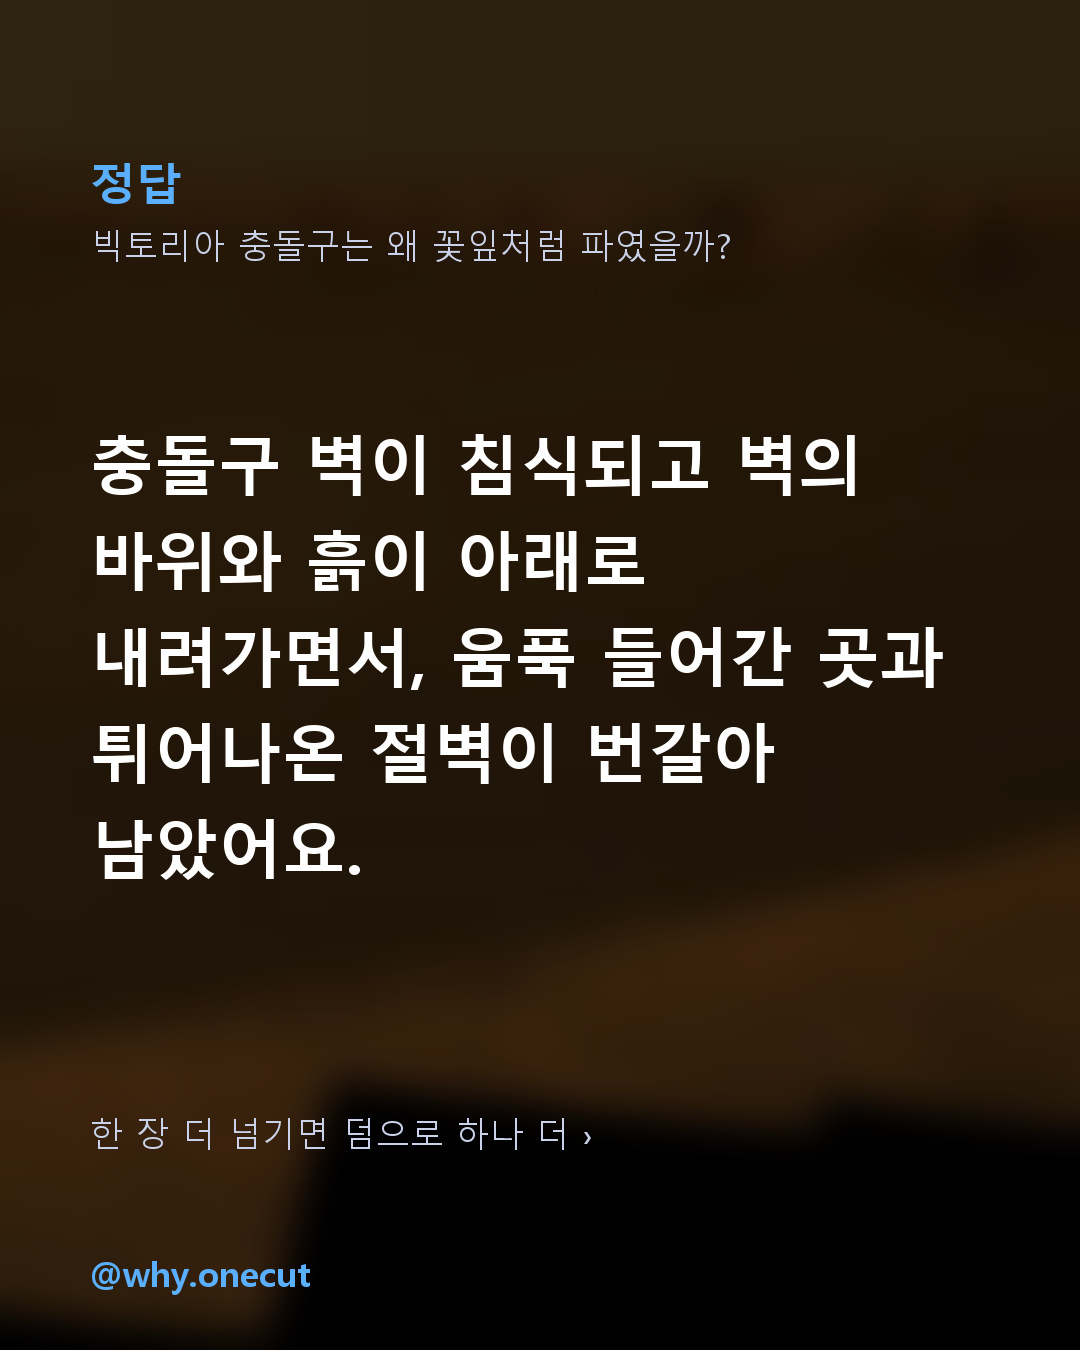 정답
빅토리아 충돌구는 왜 꽃잎처럼 파였을까?
충돌구 벽이 침식되고 벽의
바위와 흙이 아래로
내려가면서, 움푹 들어간 곳과
튀어나온 절벽이 번갈아
남았어요.
한 장 더 넘기면 덤으로 하나 더 ›
@why.onecut